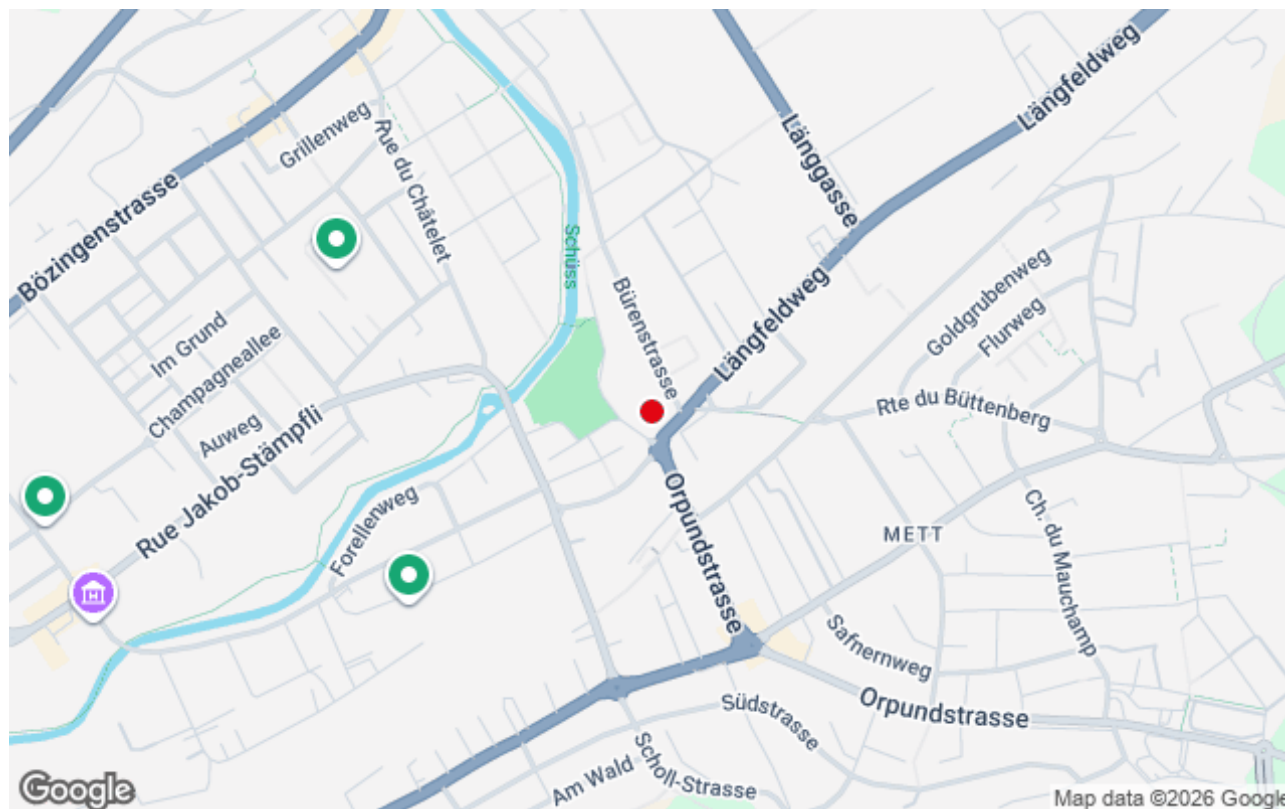 Grillenweg
Rue du Châtelet
Bözingenstrasse
Schüss
Länggasse
Längfeldweg
Im Grund
Champagneallee
Auweg
Bürenstrasse
Längfeldweg
Goldgrubenweg
Flurweg
Rte du Büttenberg
Rue Jakob-Stämpfli
Forellenweg
Orpundstrasse
METT
Ch. du Mauchamp
Safnernweg
Südstrasse
Orpundstrasse
Am Wald
Scholl-Strasse
Google
Map data ©2026 Google